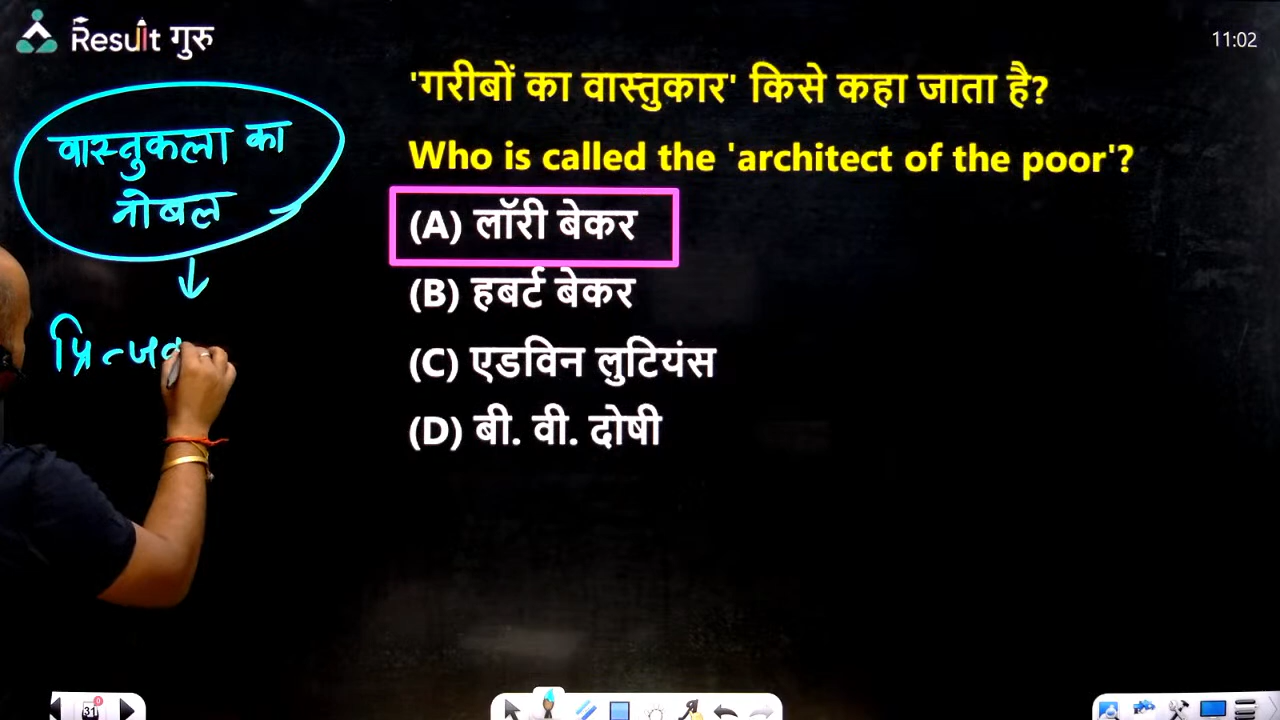 Result गुरु
11:02
'गरीबों का वास्तुकार' किसे कहा जाता है?
Who is called the 'architect of the poor'?
(A) लॉरी बेकर
(B) हबर्ट बेकर
(C) एडविन लुटियंस
(D) बी. वी. दोषी
वास्तुकला का
नोबल
31